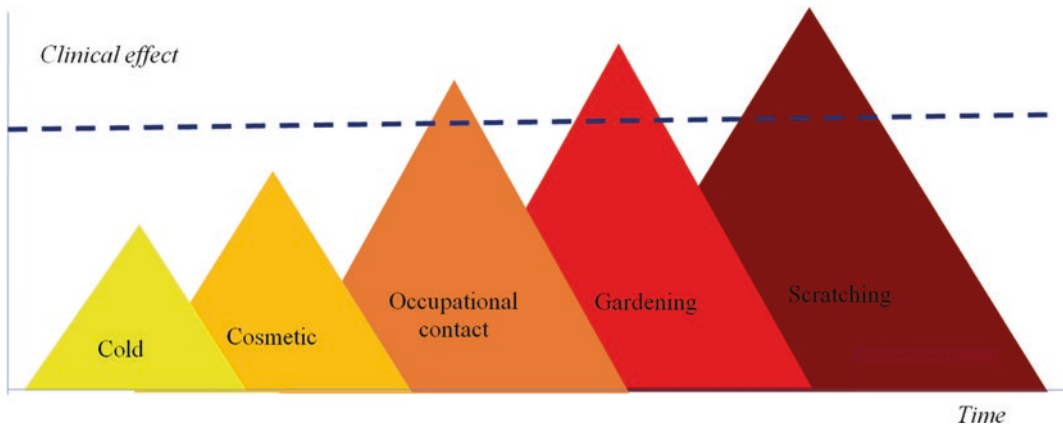 Clinical effect
Cold
Cosmetic
Occupational
contact
Gardening
Scratching
Time